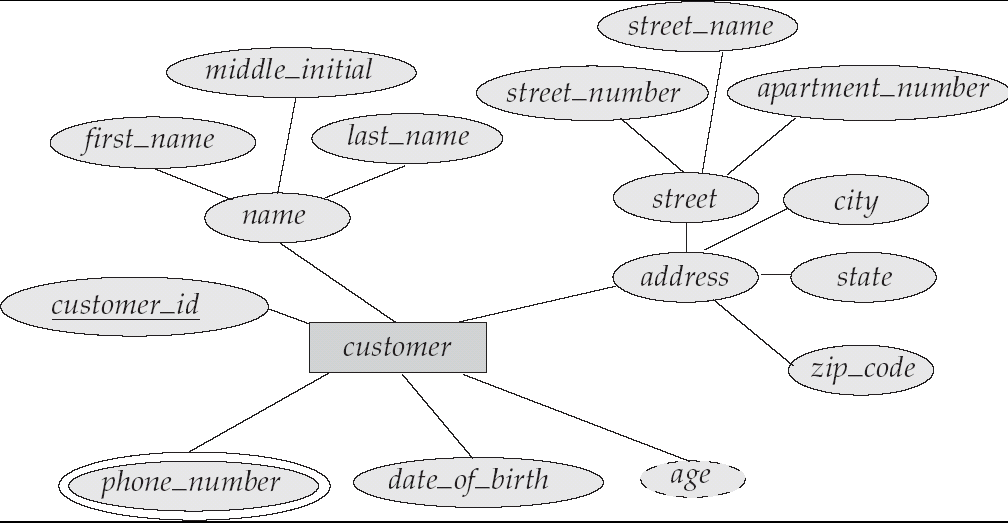 street_name
middle_initial
street_number
apartment_number
first_name
last_name
street
city
name
address
state
customer_id
customer
zip_code
phone_number
date_of_birth
age